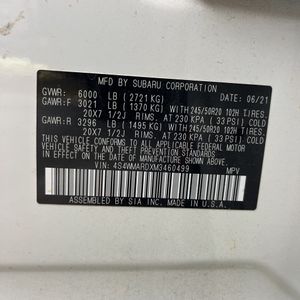 MFD BY SUBARU CORPORATION
GVWR: 6000 LB (2721 KG) DATE 06/21
GAWR:F 3021 LB (1370 KG) WITH 245/50R20 102H TIRES.
20X7 1/2J RIMS. AT 230 KPA (33 PSI) COLD
GAWR:R 3296 LB (1495 KG) WITH 245/50R20 102H TIRES.
20X7 1/2J RIMS. AT 230 KPA (33 PSI) COLD
THIS VEHICLE CONFORMS TO ALL APPLICABLE FEDERAL
MOTOR VEHICLE SAFETY STANDARDS IN EFFECT ON THE
DATE OF MANUFACTURE SHOWN ABOVE.
VIN: 4S4WMARDXM3460499 MPV
ASSEMBLED BY SIA INC. MADE IN U.S.A.